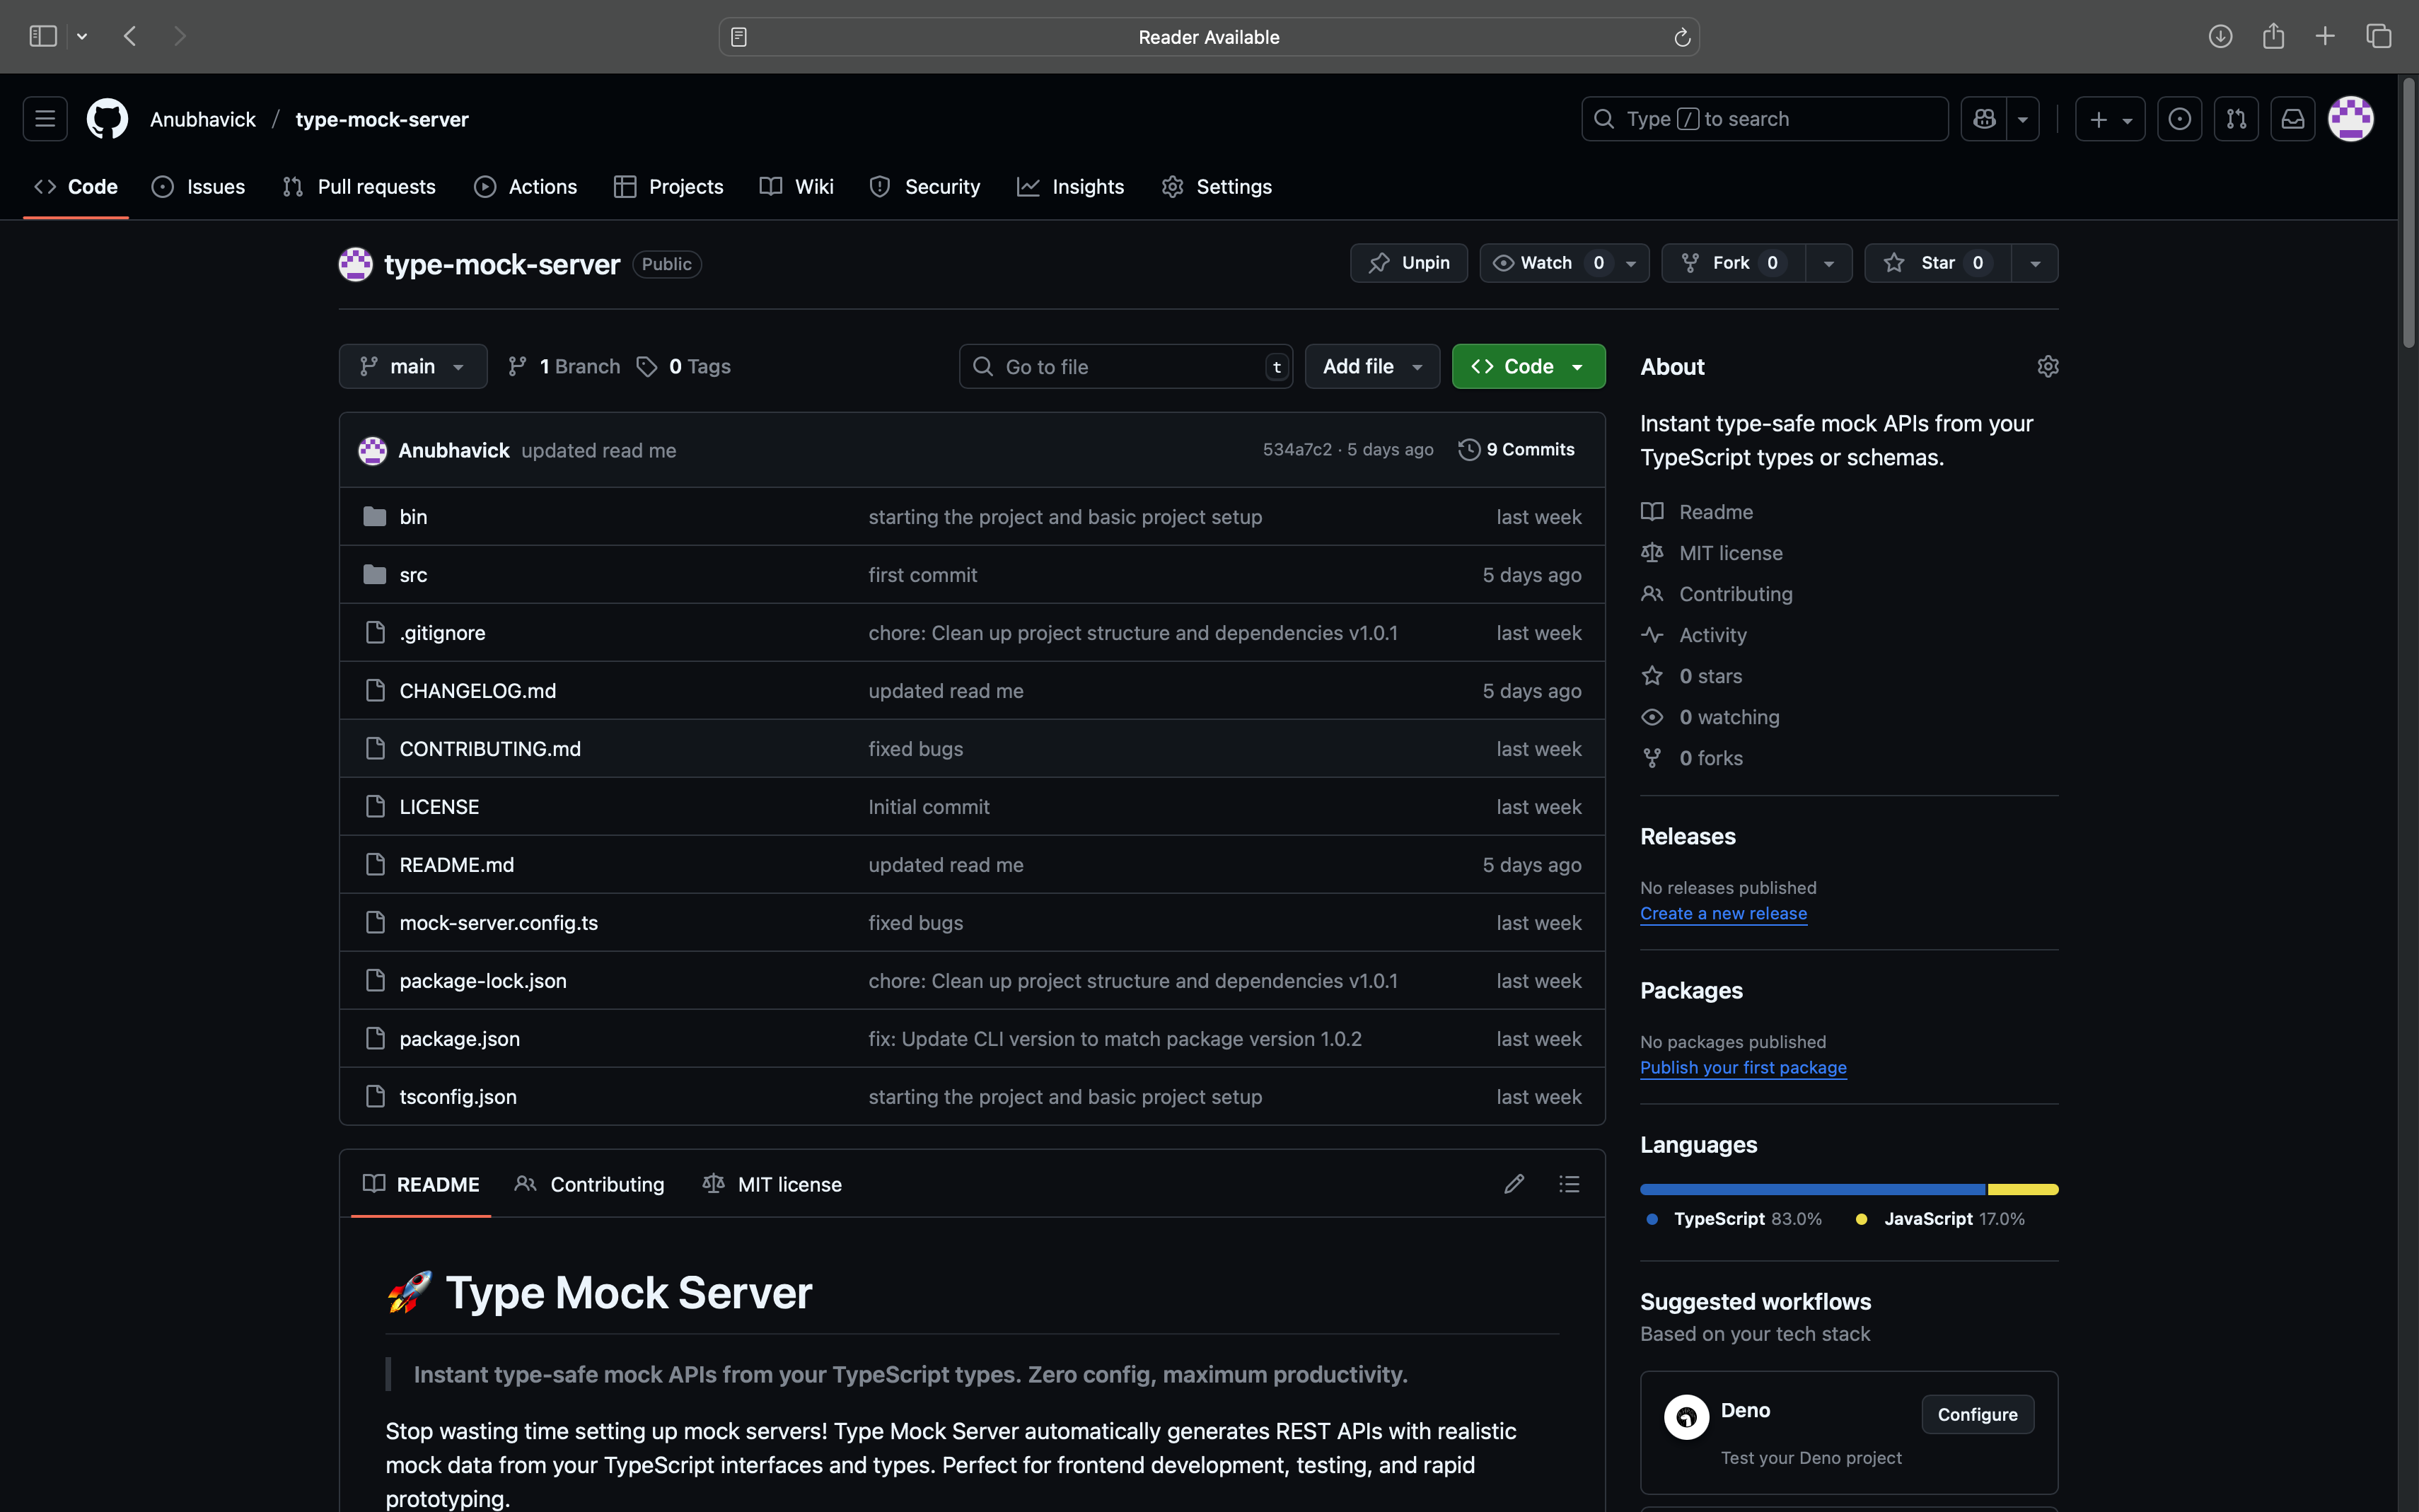 Reader Available
Anubhavick / type-mock-server
Type / to search
Code Issues Pull requests Actions Projects Wiki Security Insights Settings
type-mock-server Public
Unpin Watch 0 Fork 0 Star 0
main 1 Branch 0 Tags Go to file t Add file Code
Anubhavick updated read me 534a7c2 · 5 days ago 9 Commits
bin starting the project and basic project setup last week
src first commit 5 days ago
.gitignore chore: Clean up project structure and dependencies v1.0.1 last week
CHANGELOG.md updated read me 5 days ago
CONTRIBUTING.md fixed bugs last week
LICENSE Initial commit last week
README.md updated read me 5 days ago
mock-server.config.ts fixed bugs last week
package-lock.json chore: Clean up project structure and dependencies v1.0.1 last week
package.json fix: Update CLI version to match package version 1.0.2 last week
tsconfig.json starting the project and basic project setup last week
README Contributing MIT license
🚀 Type Mock Server
Instant type-safe mock APIs from your TypeScript types. Zero config, maximum productivity.
Stop wasting time setting up mock servers! Type Mock Server automatically generates REST APIs with realistic
mock data from your TypeScript interfaces and types. Perfect for frontend development, testing, and rapid
prototyping.
About
Instant type-safe mock APIs from your
TypeScript types or schemas.
Readme
MIT license
Contributing
Activity
0 stars
0 watching
0 forks
Releases
No releases published
Create a new release
Packages
No packages published
Publish your first package
Languages
TypeScript 83.0% JavaScript 17.0%
Suggested workflows
Based on your tech stack
Deno Configure
Test your Deno project